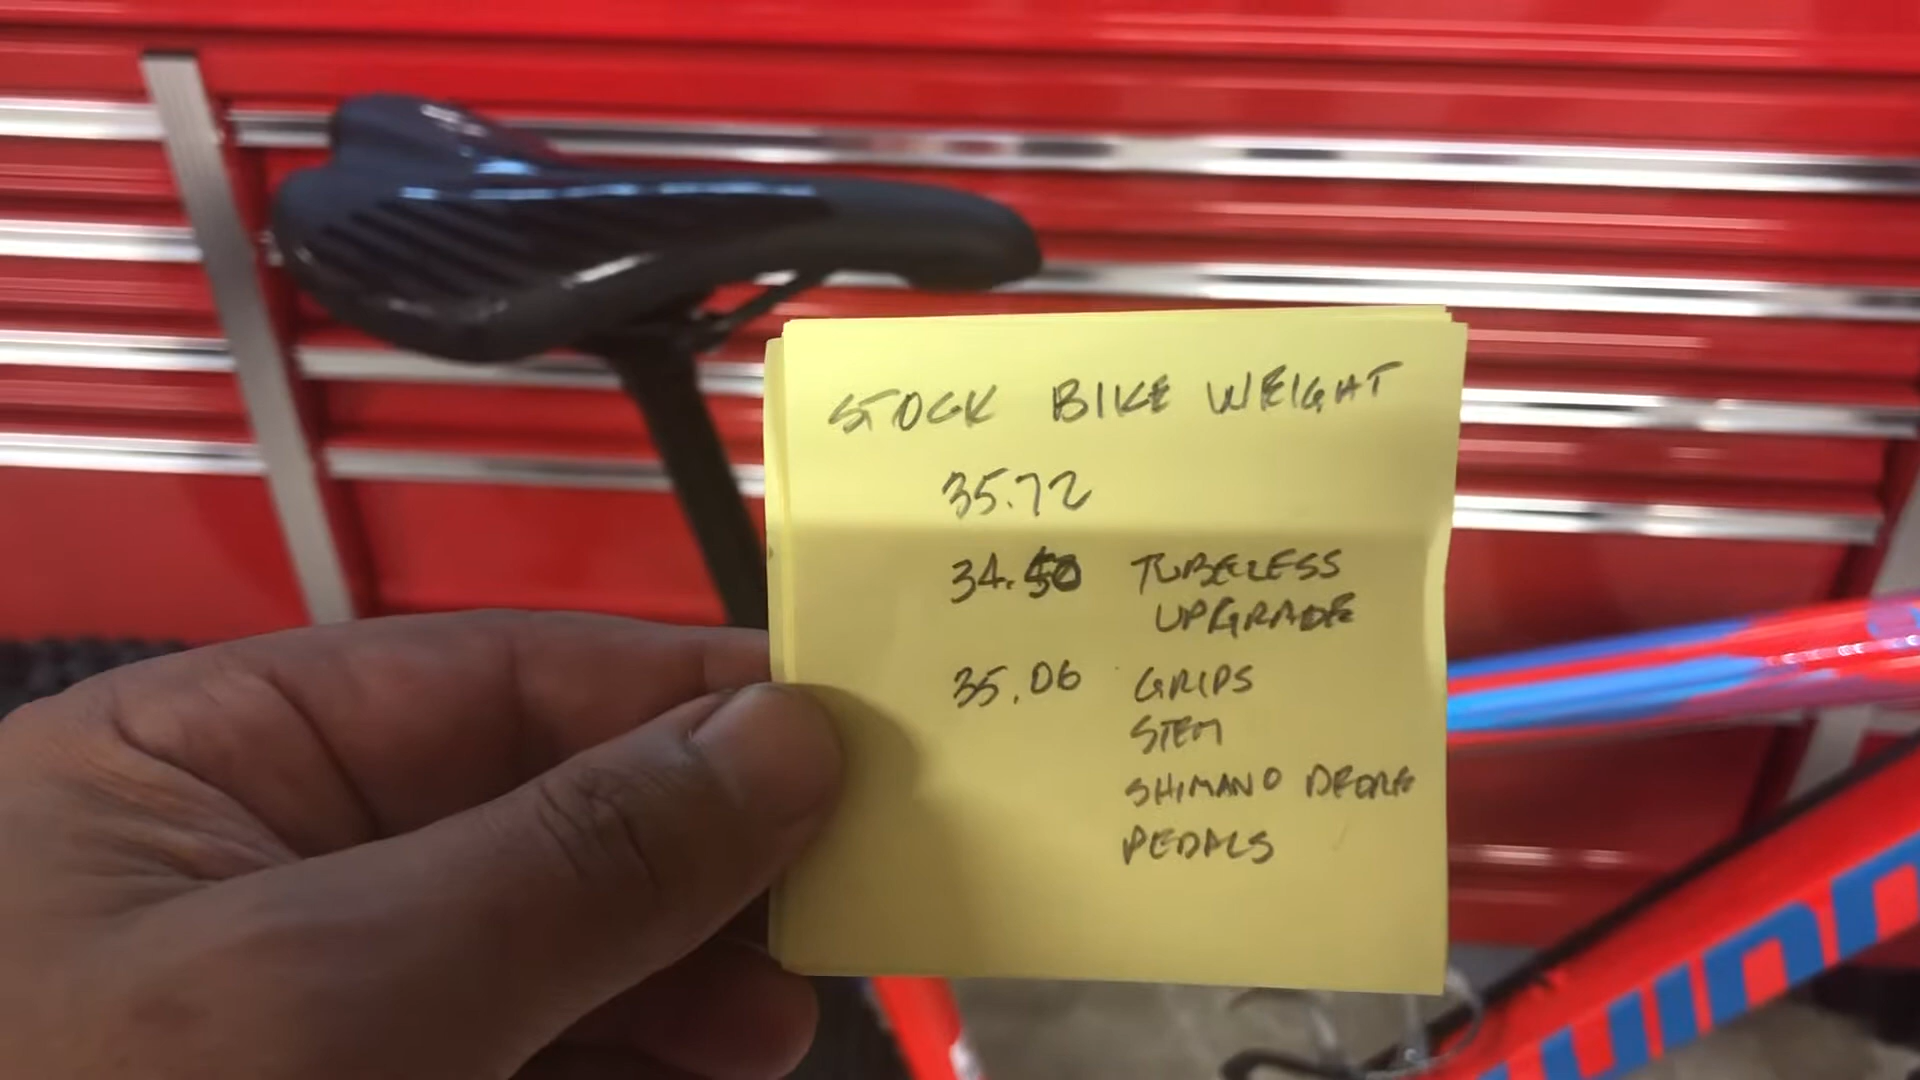 STOCK BIKE WEIGHT
35.72
34.50 TUBELESS
UPGRADE
35.06 GRIPS
STEM
SHIMANO DEORE
PEDALS